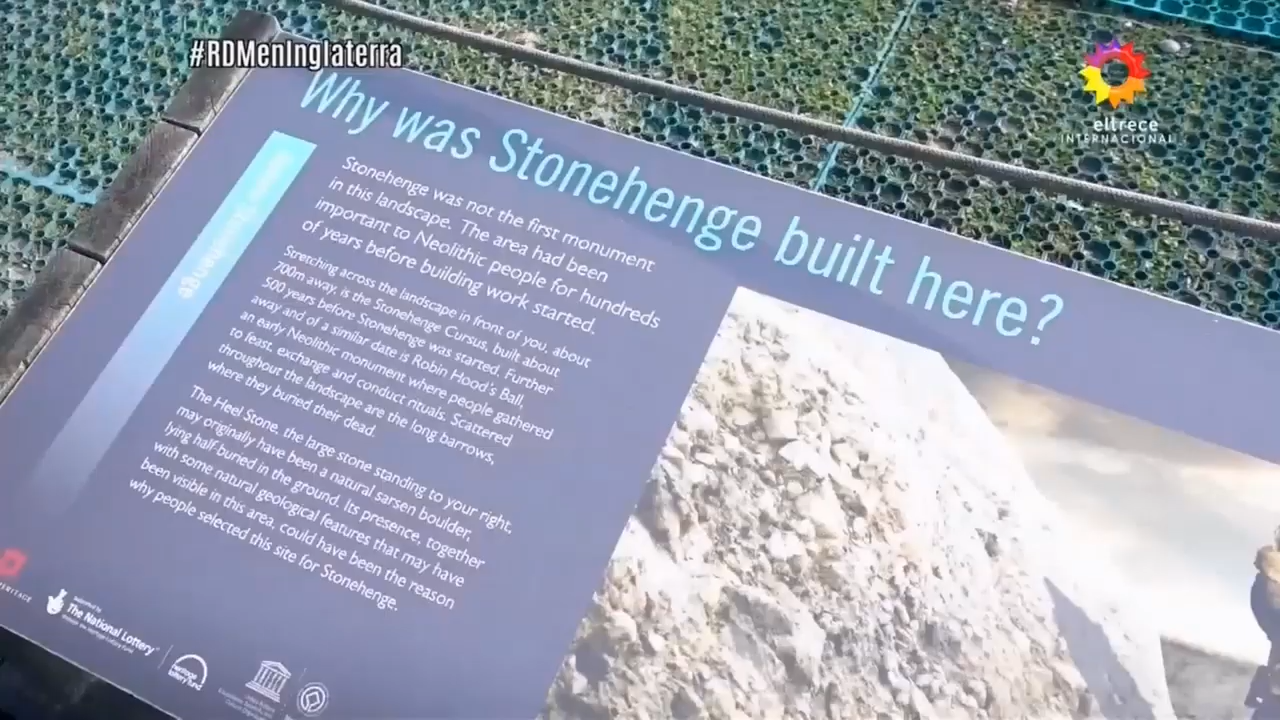 #RDMenInglaterra
eltrece
INTERNACIONAL
Why was Stonehenge built here?
Stonehenge was not the first monument
in this landscape. The area had been
important to Neolithic people for hundreds
of years before building work started.
Stretching across the landscape in front of you, about
700m away, is the Stonehenge Cursus, built about
500 years before Stonehenge was started. Further
away and of a similar date is Robin Hood's Ball,
an early Neolithic monument where people gathered
to feast, exchange and conduct rituals. Scattered
throughout the landscape are the long barrows,
where they buried their dead.
The Heel Stone, the large stone standing to your right,
may originally have been a natural sarsen boulder,
lying half-buried in the ground. Its presence, together
with some natural geological features that may have
been visible in this area, could have been the reason
why people selected this site for Stonehenge.
The National Lottery
heritage
lottery fund